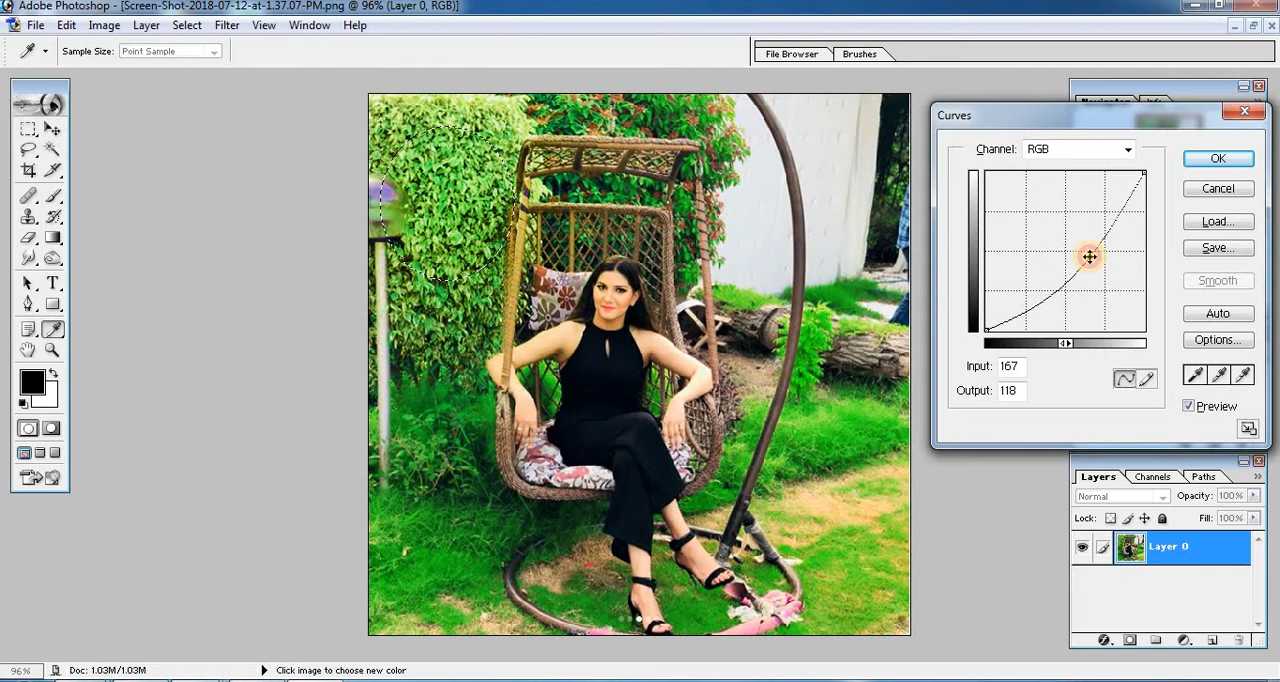 Adobe Photoshop - [Screen-Shot-2018-07-12-at-1.37.07-PM.png @ 96% (Layer 0, RGB)]
File Edit Image Layer Select Filter View Window Help
Sample Size: Point Sample
File Browser Brushes
Curves
Channel: RGB
OK
Cancel
Load...
Save...
Smooth
Auto
Options...
Input: 167
Output: 118
Preview
Layers Channels Paths
Normal Opacity: 100%
Lock: Fill: 100%
Layer 0
96% Doc: 1.03M/1.03M Click image to choose new color